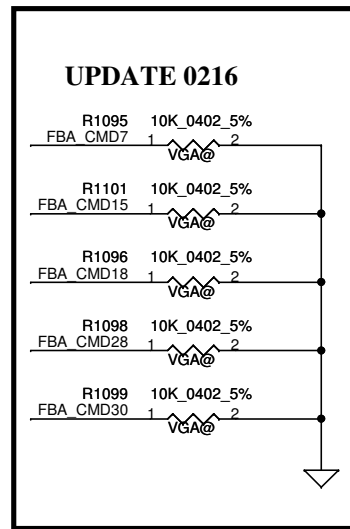 UPDATE 0216
R1095 10K_0402_5%
FBA_CMD7 1 2
VGA@
R1101 10K_0402_5%
FBA_CMD15 1 2
VGA@
R1096 10K_0402_5%
FBA_CMD18 1 2
VGA@
R1098 10K_0402_5%
FBA_CMD28 1 2
VGA@
R1099 10K_0402_5%
FBA_CMD30 1 2
VGA@